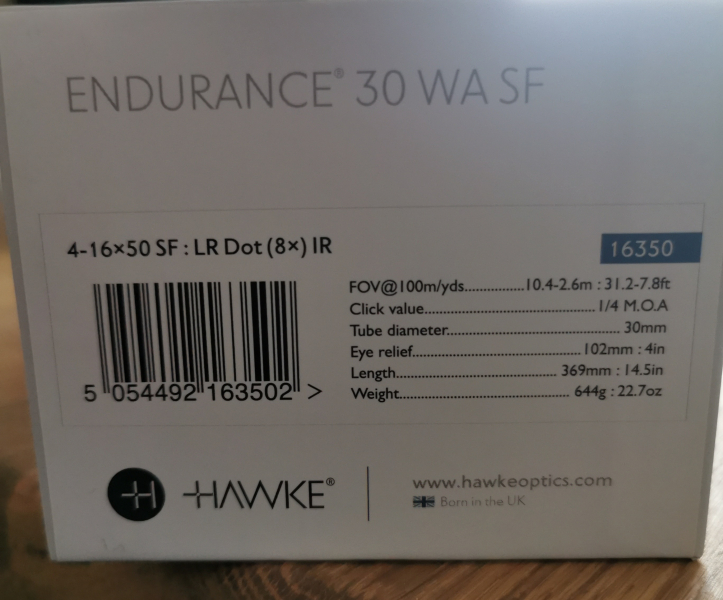 ENDURANCE® 30 WA SF
4-16×50 SF : LR Dot (8×) IR
16350
FOV@100m/yds..............10.4-2.6m : 31.2-7.8ft
Click value........................................1/4 M.O.A
Tube diameter..........................................30mm
Eye relief........................................102mm : 4in
Length.................................. 369mm : 14.5in
Weight........................................ 644g : 22.7oz
5 054492 163502 >
HAWKE®
www.hawkeoptics.com
Born in the UK